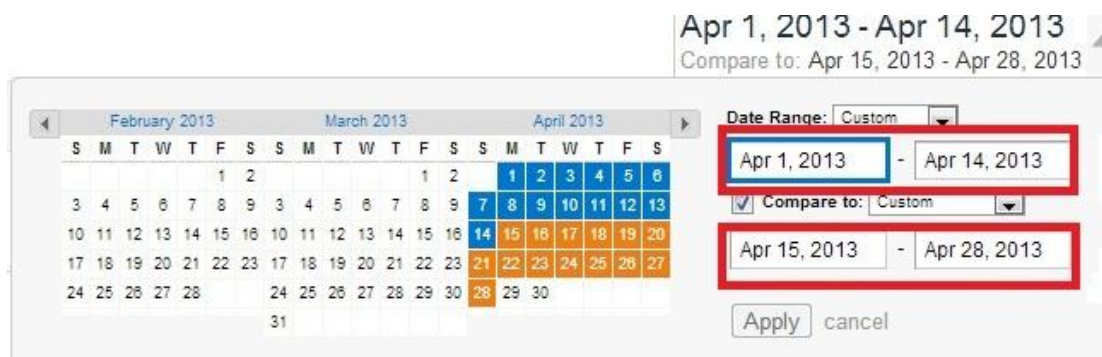 Apr 1, 2013 - Apr 14, 2013
Compare to: Apr 15, 2013 - Apr 28, 2013
February 2013 March 2013 April 2013
S M T W T F S S M T W T F S S M T W T F S
1 2 1 2 1 2 3 4 5 6
3 4 5 6 7 8 9 3 4 5 6 7 8 9 7 8 9 10 11 12 13
10 11 12 13 14 15 16 10 11 12 13 14 15 16 14 15 16 17 18 19 20
17 18 19 20 21 22 23 17 18 19 20 21 22 23 21 22 23 24 25 26 27
24 25 26 27 28 24 25 26 27 28 29 30 28 29 30
31
Date Range: Custom
Apr 1, 2013 - Apr 14, 2013
Compare to: Custom
Apr 15, 2013 - Apr 28, 2013
Apply cancel